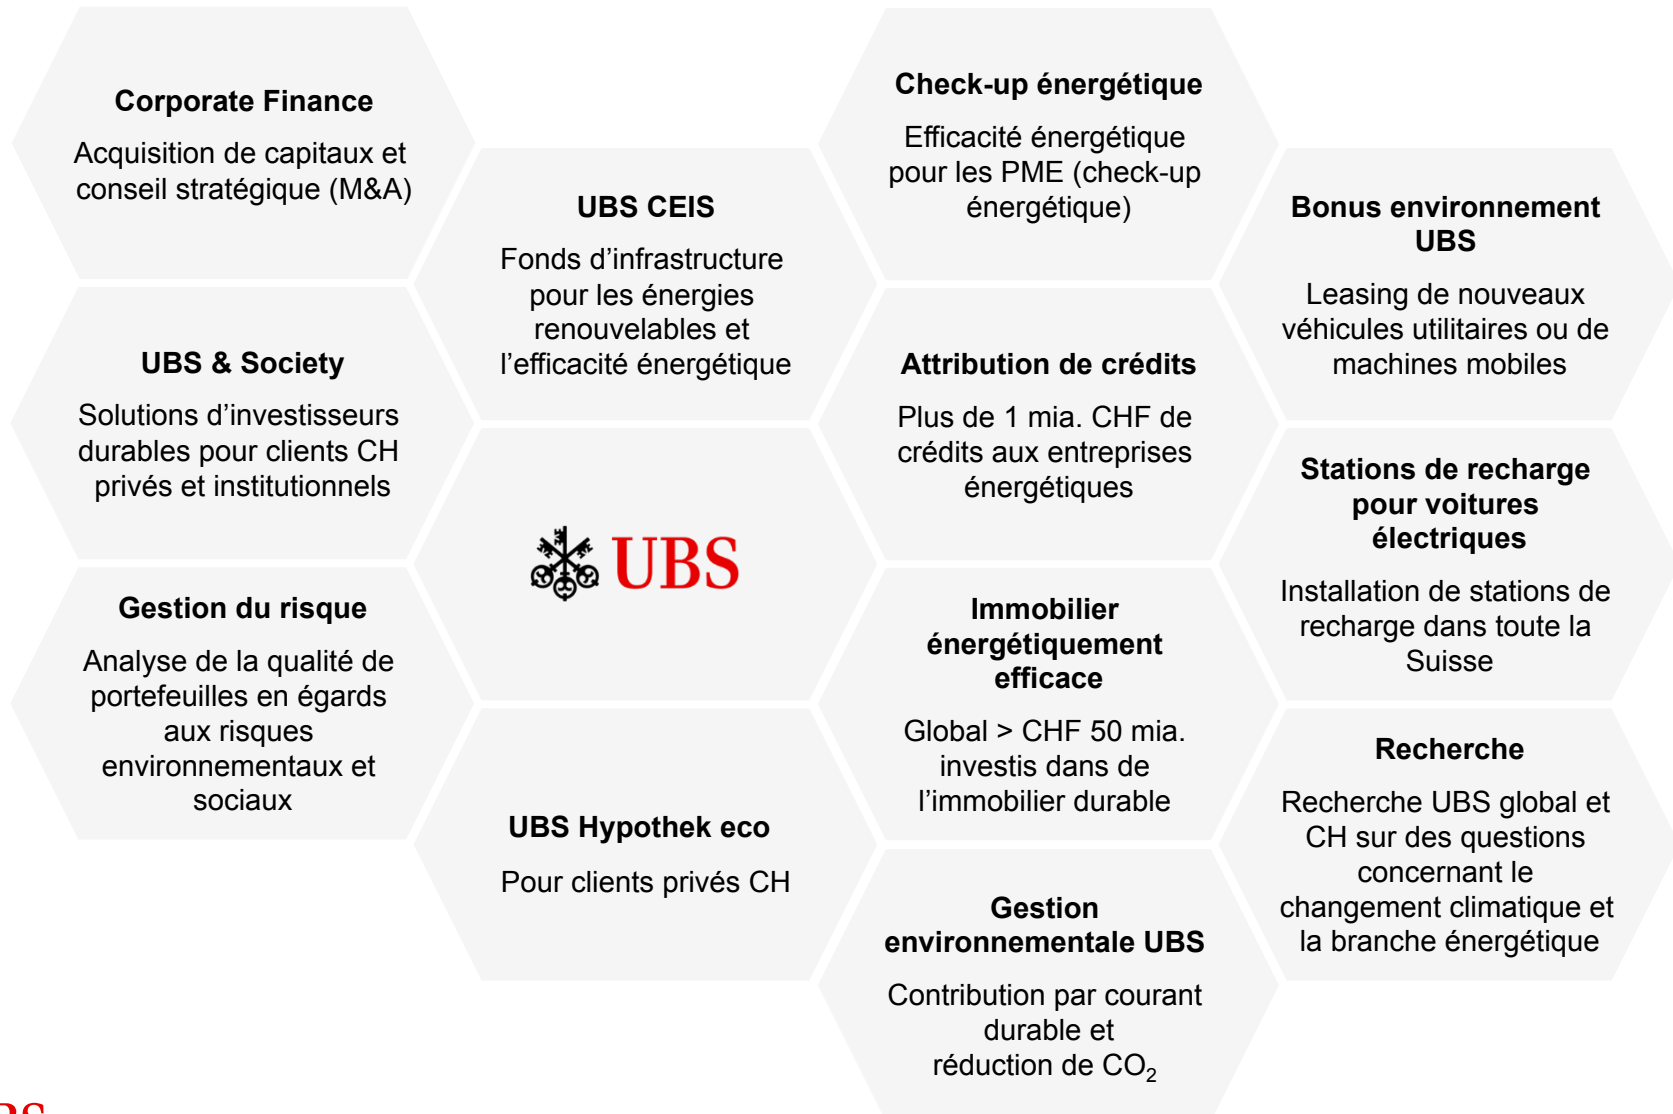 Corporate Finance
Acquisition de capitaux et
conseil stratégique (M&A)
UBS & Society
Solutions d’investisseurs
durables pour clients CH
privés et institutionnels
Gestion du risque
Analyse de la qualité de
portefeuilles en égards
aux risques
environnementaux et
sociaux
UBS CEIS
Fonds d’infrastructure
pour les énergies
renouvelables et
l’efficacité énergétique
UBS
UBS Hypothek eco
Pour clients privés CH
Check-up énergétique
Efficacité énergétique
pour les PME (check-up
énergétique)
Attribution de crédits
Plus de 1 mia. CHF de
crédits aux entreprises
énergétiques
Immobilier
énergétiquement
efficace
Global > CHF 50 mia.
investis dans de
l’immobilier durable
Gestion
environnementale UBS
Contribution par courant
durable et
réduction de CO₂
Bonus environnement
UBS
Leasing de nouveaux
véhicules utilitaires ou de
machines mobiles
Stations de recharge
pour voitures
électriques
Installation de stations de
recharge dans toute la
Suisse
Recherche
Recherche UBS global et
CH sur des questions
concernant le
changement climatique et
la branche énergétique